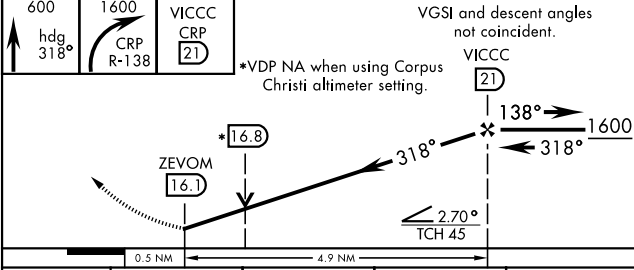 600
hdg
318°
1600
CRP
R-138
VICCC
CRP
21
VGSI and descent angles
not coincident.
*VDP NA when using Corpus
Christi altimeter setting.
VICCC
21
138°
1600
318°
318°
*16.8
ZEVOM
16.1
2.70°
TCH 45
0.5 NM
4.9 NM